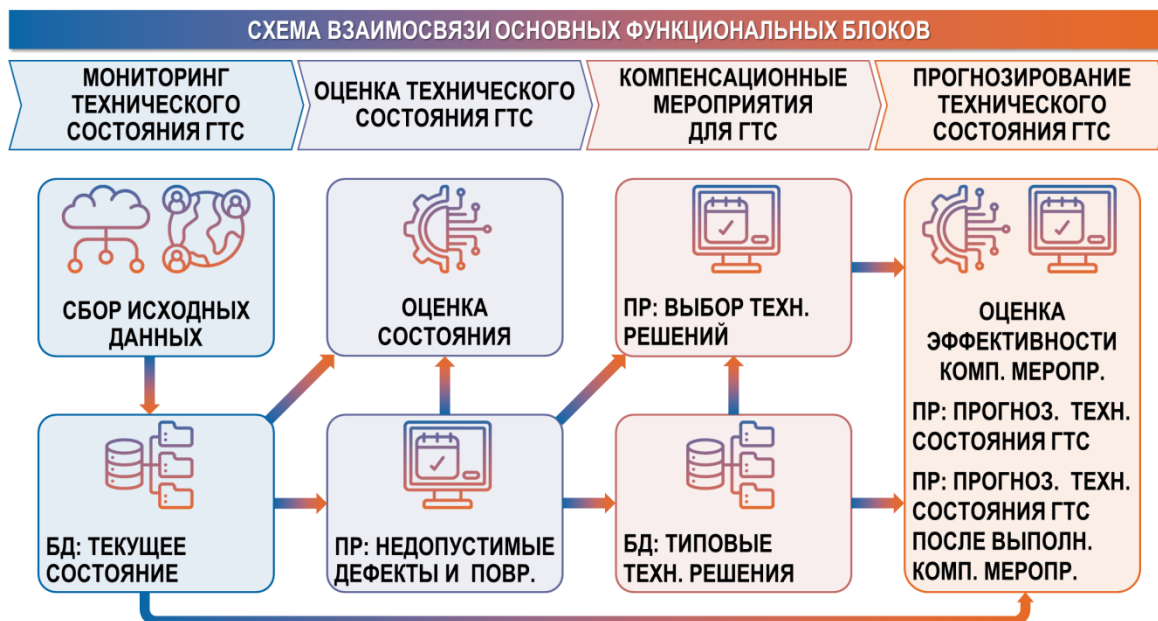 СХЕМА ВЗАИМОСВЯЗИ ОСНОВНЫХ ФУНКЦИОНАЛЬНЫХ БЛОКОВ
МОНИТОРИНГ
ТЕХНИЧЕСКОГО
СОСТОЯНИЯ ГТС
ОЦЕНКА ТЕХНИЧЕСКОГО
СОСТОЯНИЯ ГТС
КОМПЕНСАЦИОННЫЕ
МЕРОПРИЯТИЯ
ДЛЯ ГТС
ПРОГНОЗИРОВАНИЕ
ТЕХНИЧЕСКОГО
СОСТОЯНИЯ ГТС
СБОР ИСХОДНЫХ
ДАННЫХ
ОЦЕНКА
СОСТОЯНИЯ
ПР: ВЫБОР ТЕХН.
РЕШЕНИЙ
БД: ТЕКУЩЕЕ
СОСТОЯНИЕ
ПР: НЕДОПУСТИМЫЕ
ДЕФЕКТЫ И ПОВР.
БД: ТИПОВЫЕ
ТЕХН. РЕШЕНИЯ
ОЦЕНКА
ЭФФЕКТИВНОСТИ
КОМП. МЕРОПР.
ПР: ПРОГНОЗ. ТЕХН.
СОСТОЯНИЯ ГТС
ПР: ПРОГНОЗ. ТЕХН.
СОСТОЯНИЯ ГТС
ПОСЛЕ ВЫПОЛН.
КОМП. МЕРОПР.